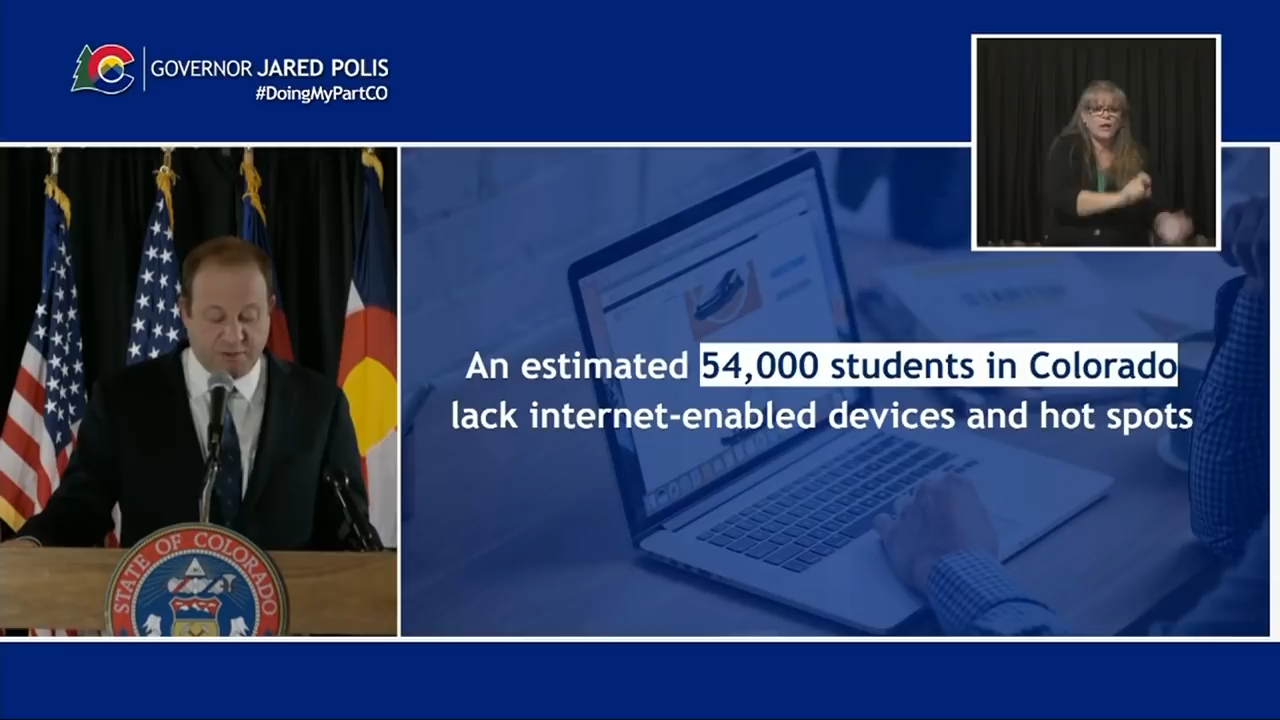 GOVERNOR JARED POLIS
#DoingMyPartCO
An estimated 54,000 students in Colorado
lack internet-enabled devices and hot spots
STATE OF COLORADO